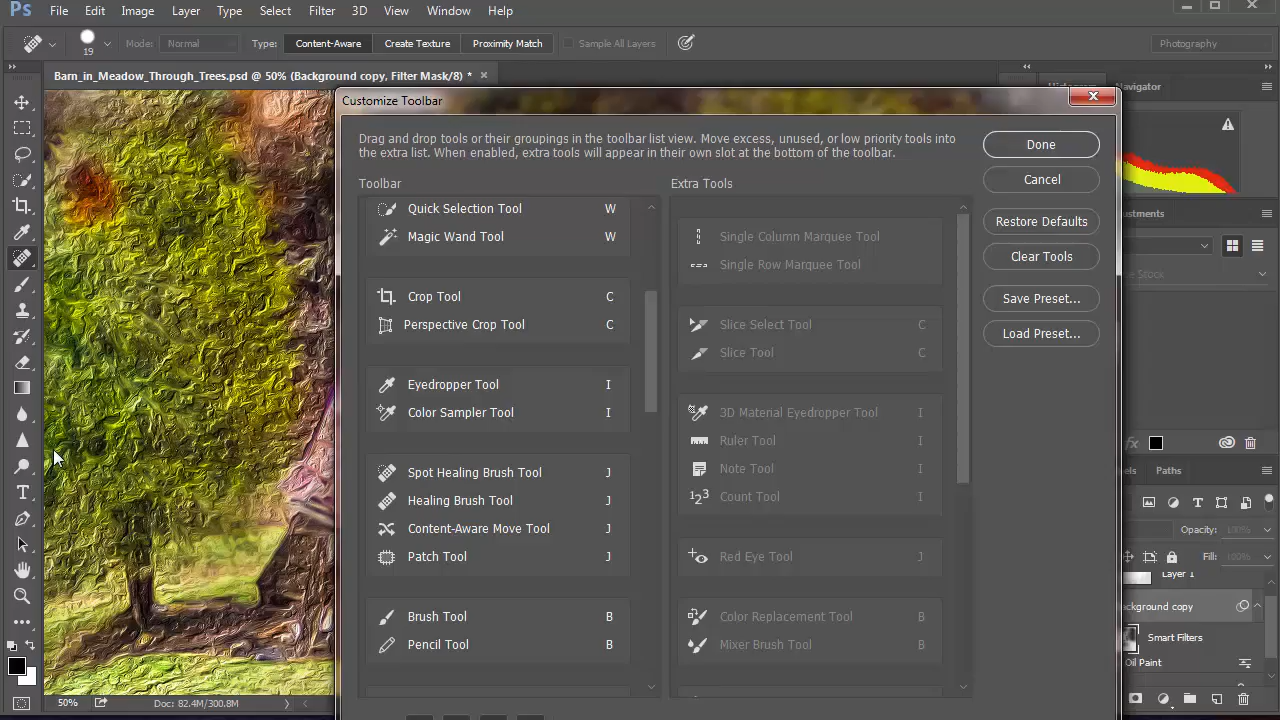 Ps File Edit Image Layer Type Select Filter 3D View Window Help
19 Mode: Normal Type: Content-Aware Create Texture Proximity Match Sample All Layers Photography
Barn_in_Meadow_Through_Trees.psd @ 50% (Background copy, Filter Mask/8) *
Navigator
Customize Toolbar
Drag and drop tools or their groupings in the toolbar list view. Move excess, unused, or low priority tools into
the extra list. When enabled, extra tools will appear in their own slot at the bottom of the toolbar.
Done
Cancel
Restore Defaults
Clear Tools
Save Preset...
Load Preset...
Toolbar
Quick Selection Tool W
Magic Wand Tool W
Crop Tool C
Perspective Crop Tool C
Eyedropper Tool I
Color Sampler Tool I
Spot Healing Brush Tool J
Healing Brush Tool J
Content-Aware Move Tool J
Patch Tool J
Brush Tool B
Pencil Tool B
Extra Tools
Single Column Marquee Tool
Single Row Marquee Tool
Slice Select Tool C
Slice Tool C
3D Material Eyedropper Tool I
Ruler Tool I
Note Tool I
Count Tool I
Red Eye Tool J
Color Replacement Tool B
Mixer Brush Tool B
justments
e Stock
fx
els Paths
Opacity: 100%
Fill: 100%
Layer 1
ackground copy
Smart Filters
Oil Paint
50% Doc: 82.4M/300.8M